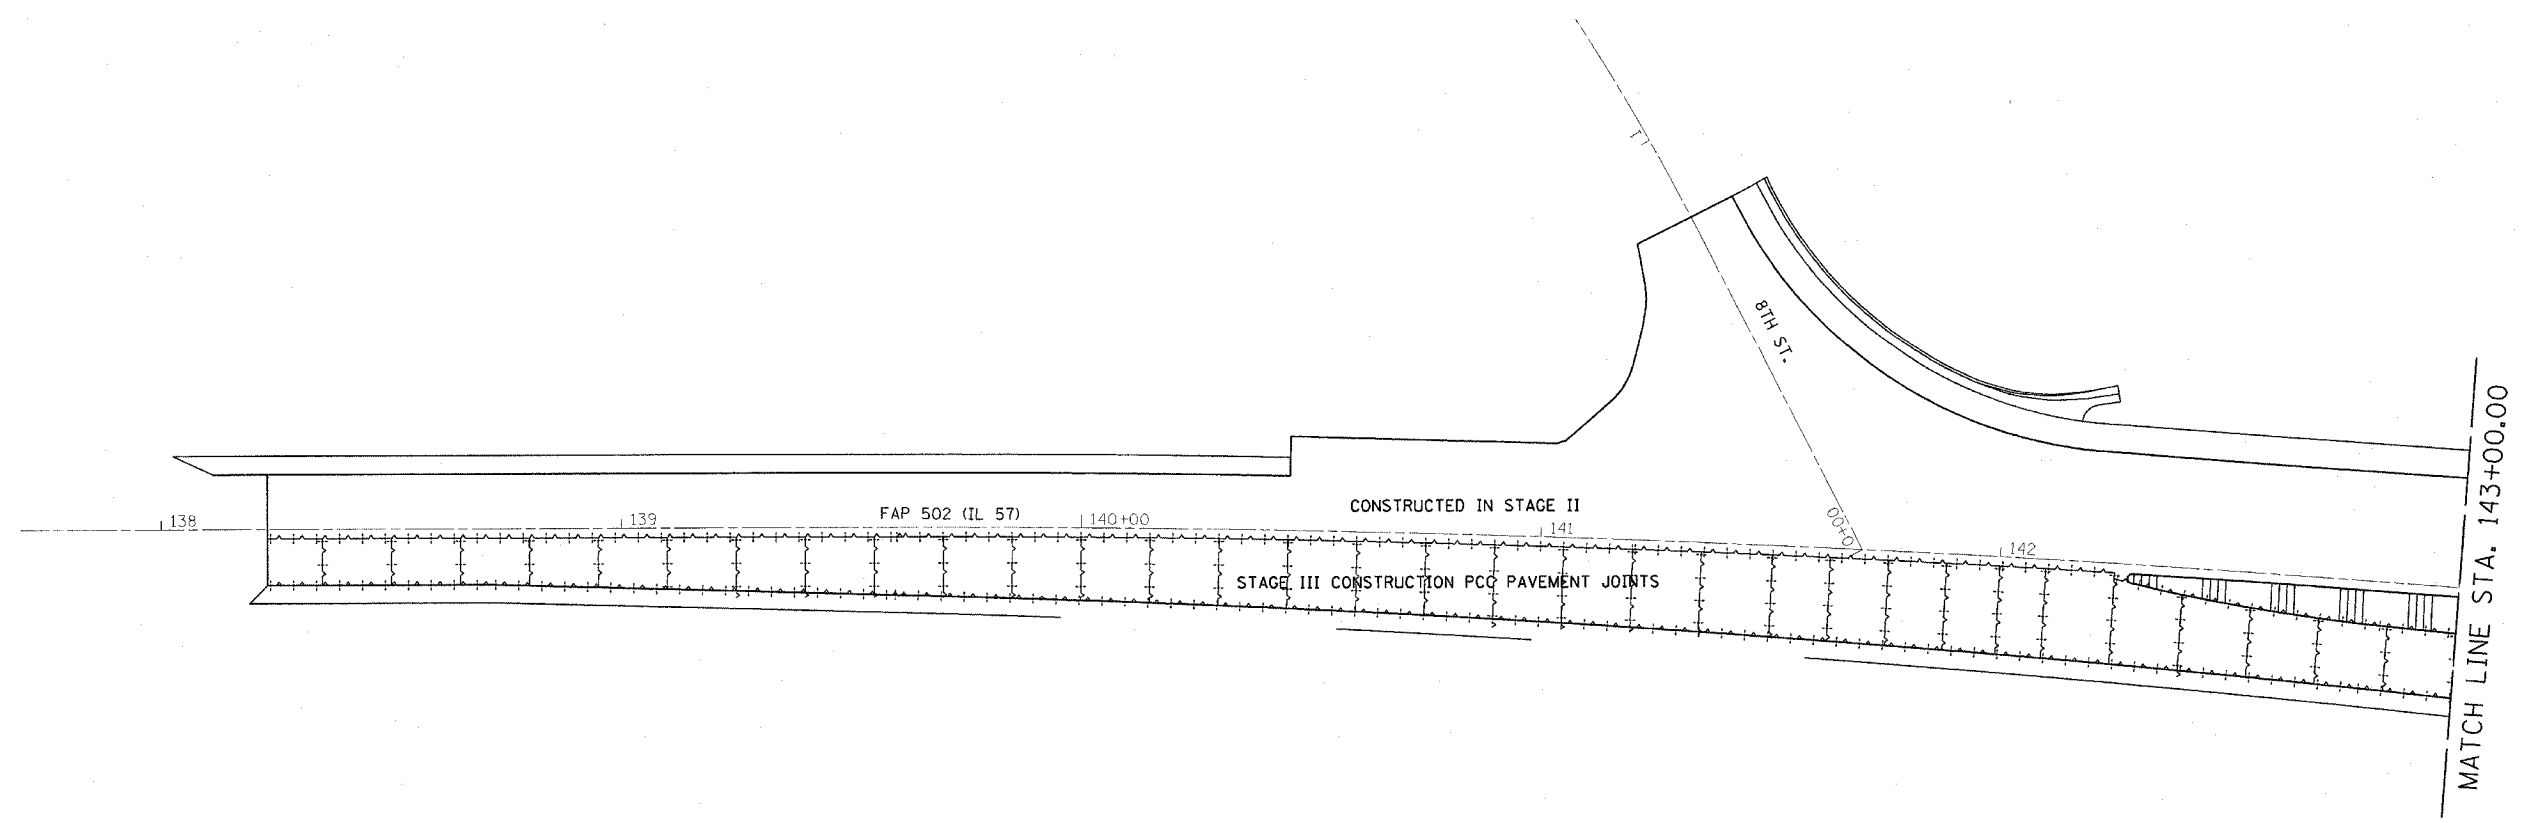 T
8TH ST.
MATCH LINE STA. 143+00.00
CONSTRUCTED IN STAGE II
FAP 502 (IL 57)
138
139
140+00
141
0+00
142
STAGE III CONSTRUCTION PCC PAVEMENT JOINTS